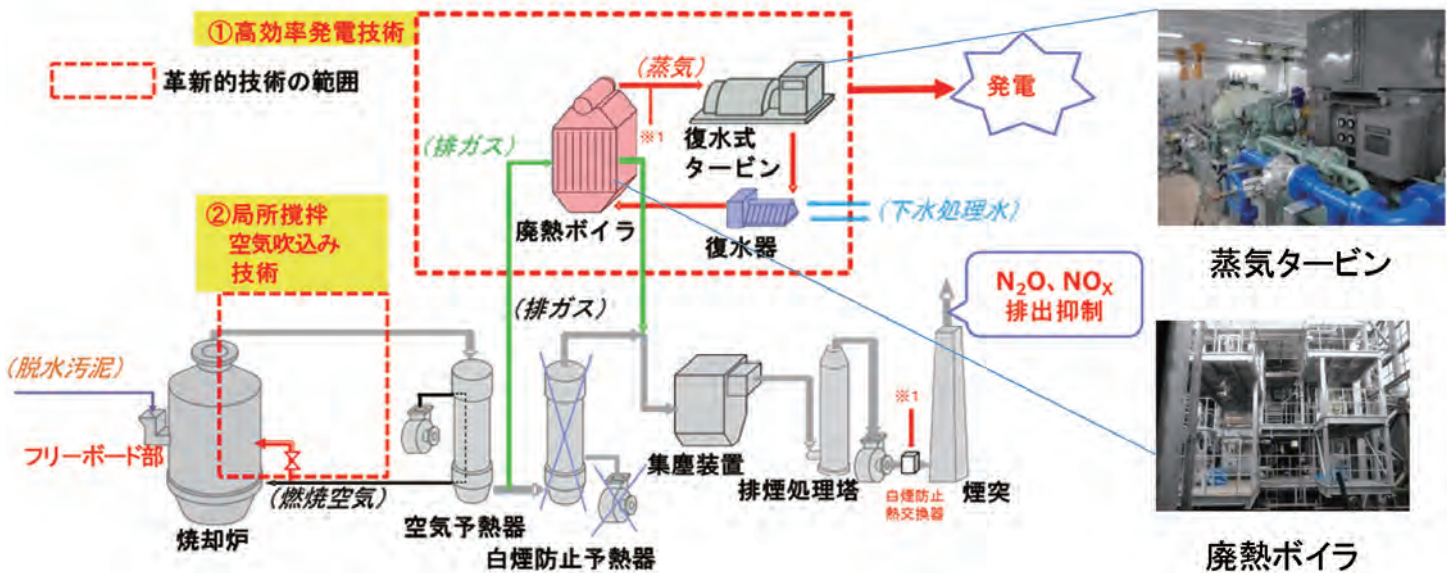 ①高効率発電技術
革新的技術の範囲
(蒸気)
※1
復水式
タービン
発電
(排ガス)
廃熱ボイラ
復水器
(下水処理水)
蒸気タービン
②局所撹拌
空気吹込み
技術
(排ガス)
N₂O、NOₓ
排出抑制
(脱水汚泥)
フリーボード部
(燃焼空気)
焼却炉
空気予熱器
白煙防止予熱器
集塵装置
排煙処理塔
※1
白煙防止
熱交換器
煙突
廃熱ボイラ